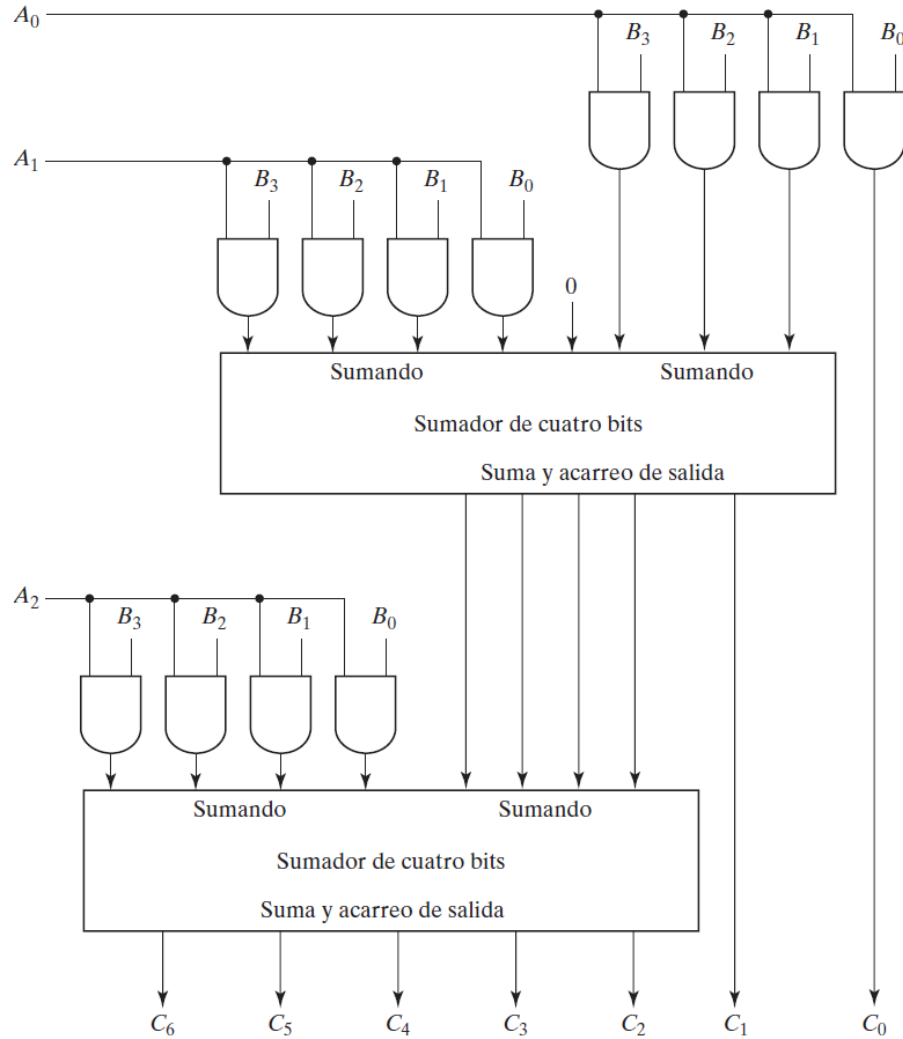 A₀
B₃ B₂ B₁ B₀
A₁
B₃ B₂ B₁ B₀
0
Sumando Sumando
Sumador de cuatro bits
Suma y acarreo de salida
A₂
B₃ B₂ B₁ B₀
Sumando Sumando
Sumador de cuatro bits
Suma y acarreo de salida
C₆ C₅ C₄ C₃ C₂ C₁ C₀